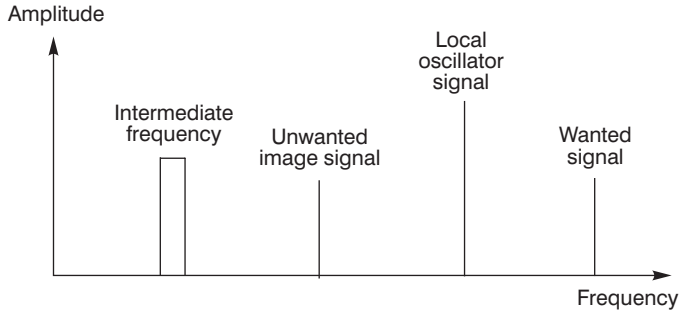 Amplitude
Local
oscillator
signal
Intermediate
frequency
Unwanted
image signal
Wanted
signal
Frequency